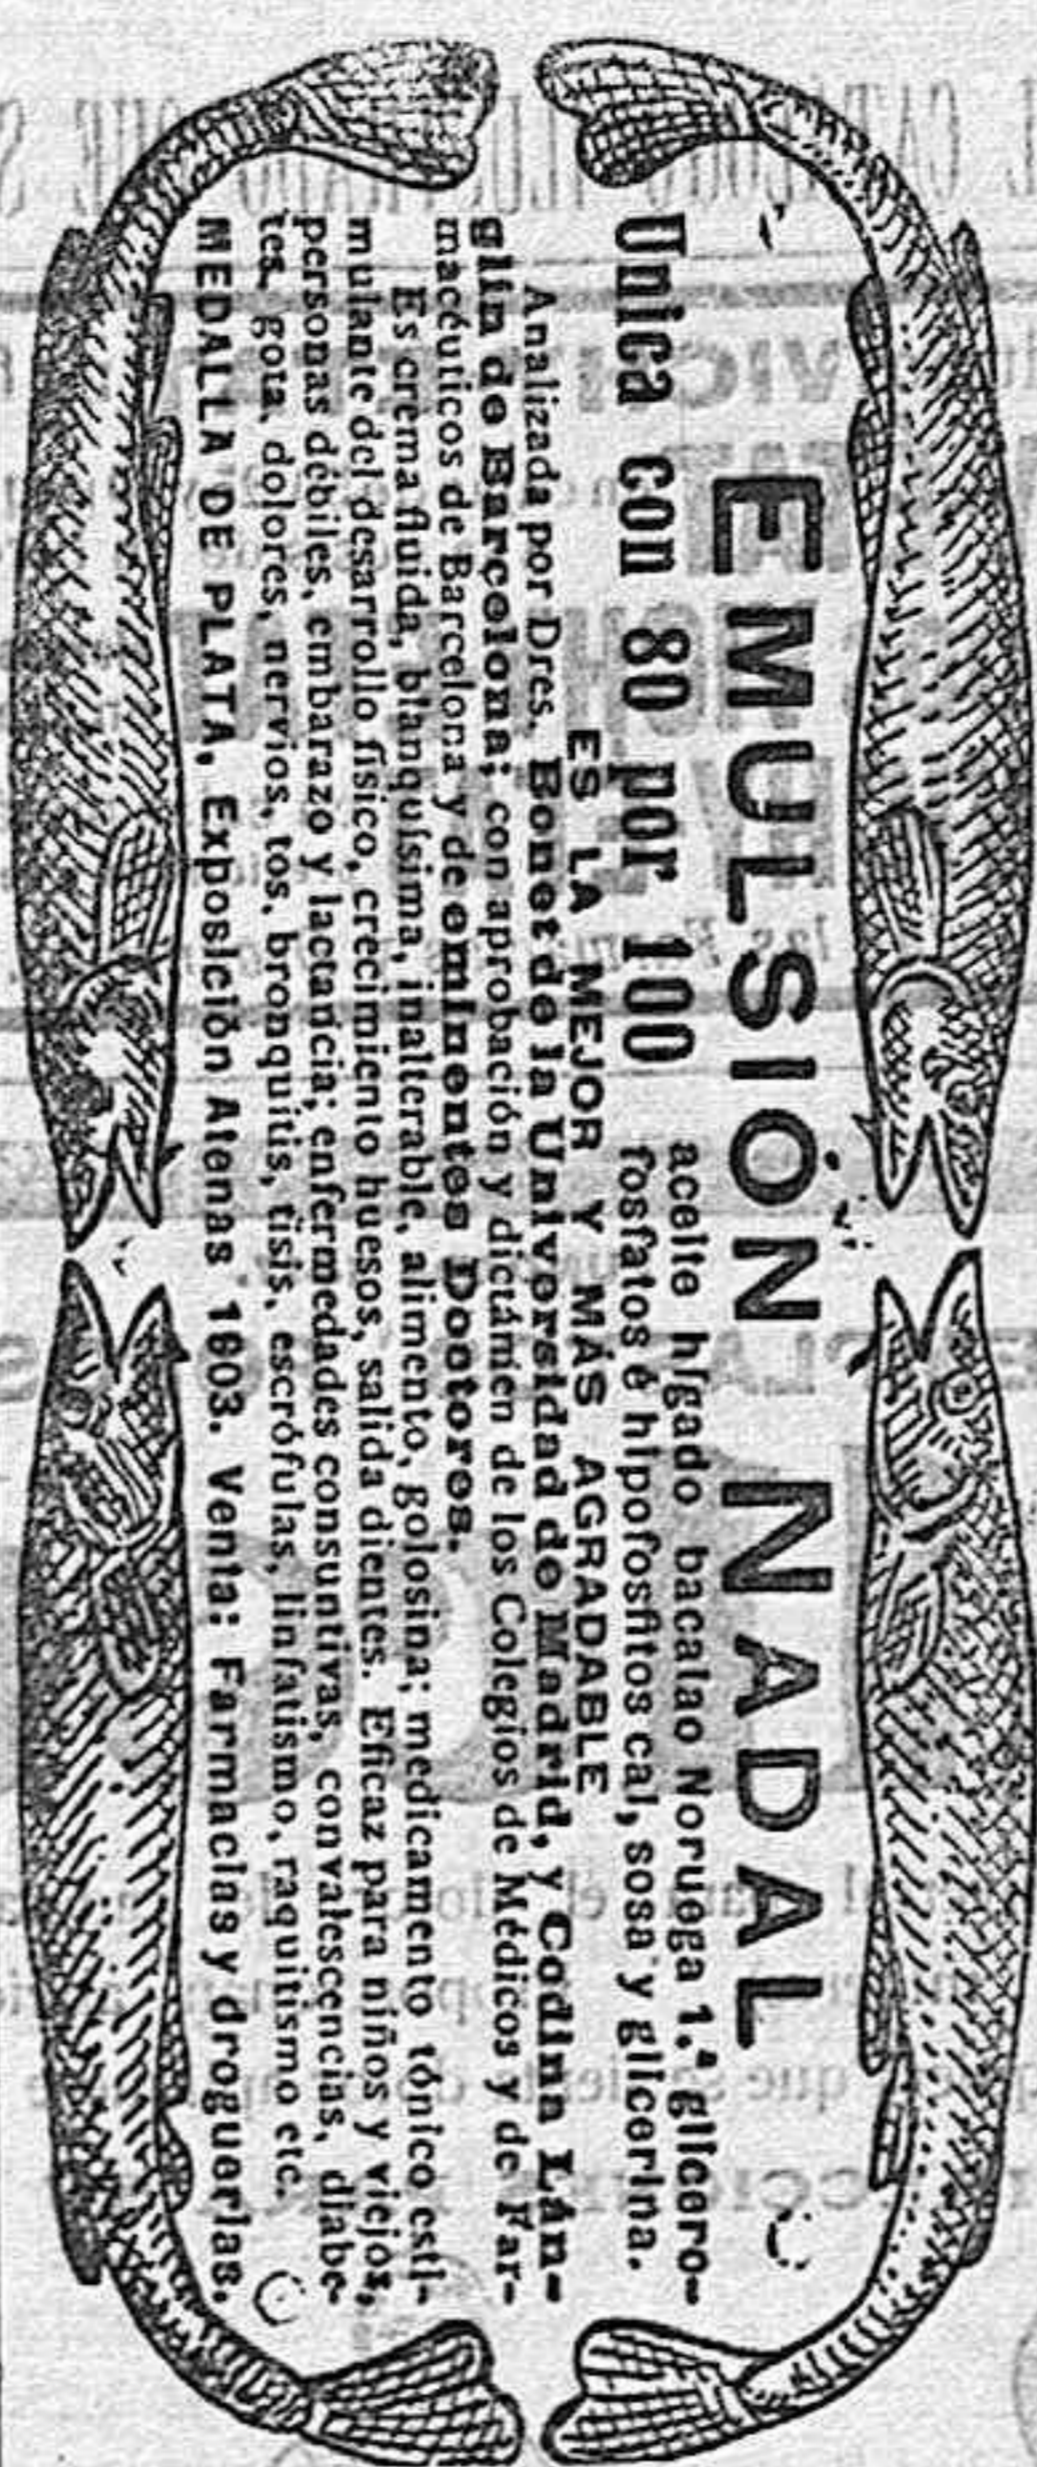 EMULSIÓN NADAL
Unica con 80 por 100 aceite hígado bacalao Noruega 1.ª glicero-
fosfatos é hipofosfitos cal, sosa y glicerina.
ES LA MEJOR Y MÁS AGRADABLE
Analizada por Dres. Bonet de la Universidad de Madrid, y Codina Län-
glin de Barcelona; con aprobación y dictámen de los Colegios de Médicos y de Far-
macéuticos de Barcelona y de eminentes Doctores.
Es crema fluida, blanquísima, inalterable, alimento, golosina; medicamento tónico esti-
mulante del desarrollo físico, crecimiento huesos, salida dientes. Eficaz para niños y viejos,
personas débiles, embarazo y lactancia; enfermedades consuntivas, convalescencias, diabe-
tes, gota, dolores, nervios, tos, bronquitis, tisis, escrófulas, linfatismo, raquitismo etc.
MEDALLA DE PLATA, Exposición Atenas 1903. Venta: Farmacias y droguerías.